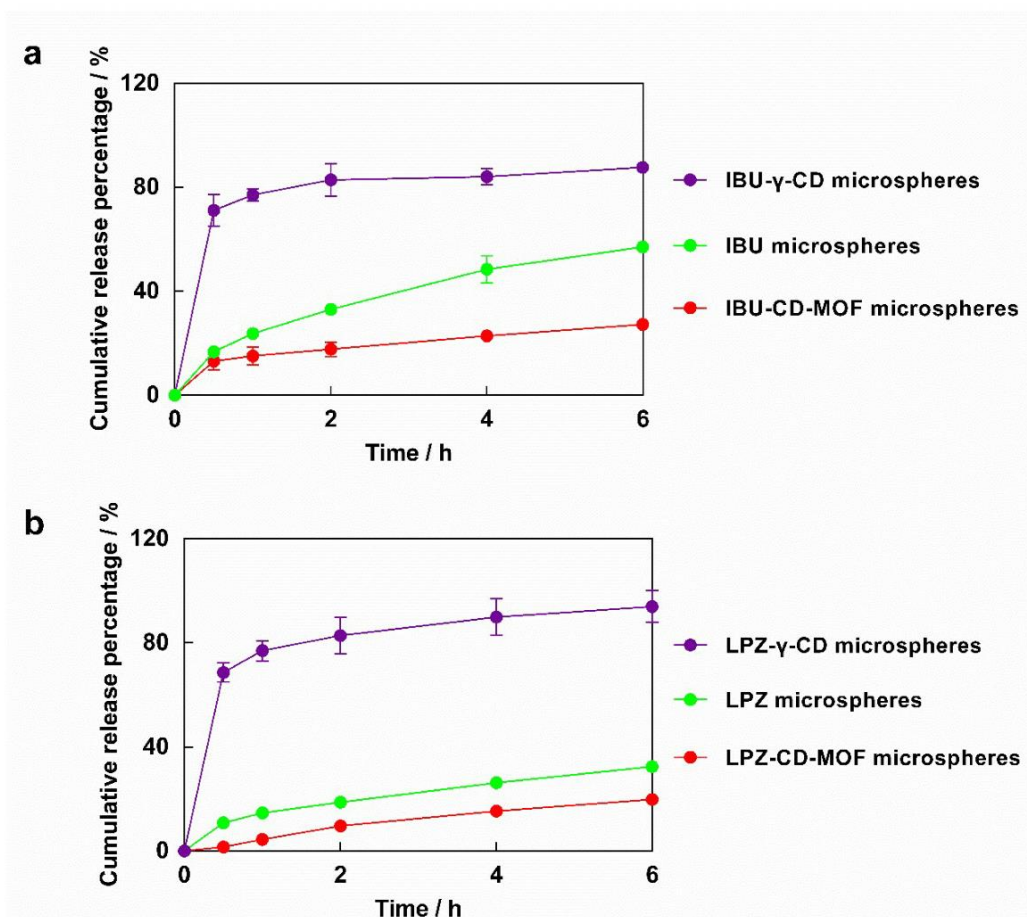 a
Cumulative release percentage / %
120
80
40
0
0 2 4 6
Time / h
IBU-γ-CD microspheres
IBU microspheres
IBU-CD-MOF microspheres
b
Cumulative release percentage / %
120
80
40
0
0 2 4 6
Time / h
LPZ-γ-CD microspheres
LPZ microspheres
LPZ-CD-MOF microspheres